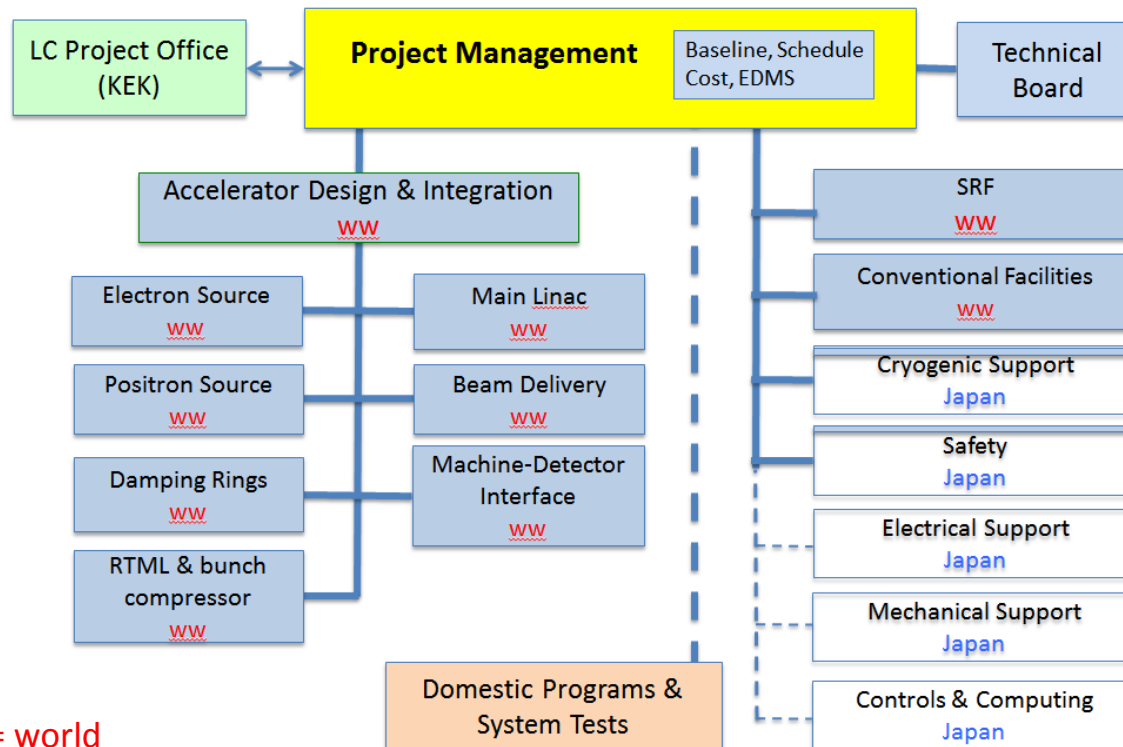 LC Project Office
(KEK)
Project Management
Baseline, Schedule
Cost, EDMS
Technical
Board
Accelerator Design & Integration
ww
Electron Source
ww
Main Linac
ww
Positron Source
ww
Beam Delivery
ww
Damping Rings
ww
Machine-Detector
Interface
ww
RTML & bunch
compressor
ww
SRF
ww
Conventional Facilities
ww
Cryogenic Support
Japan
Safety
Japan
Electrical Support
Japan
Mechanical Support
Japan
Controls & Computing
Japan
Domestic Programs &
System Tests
= world